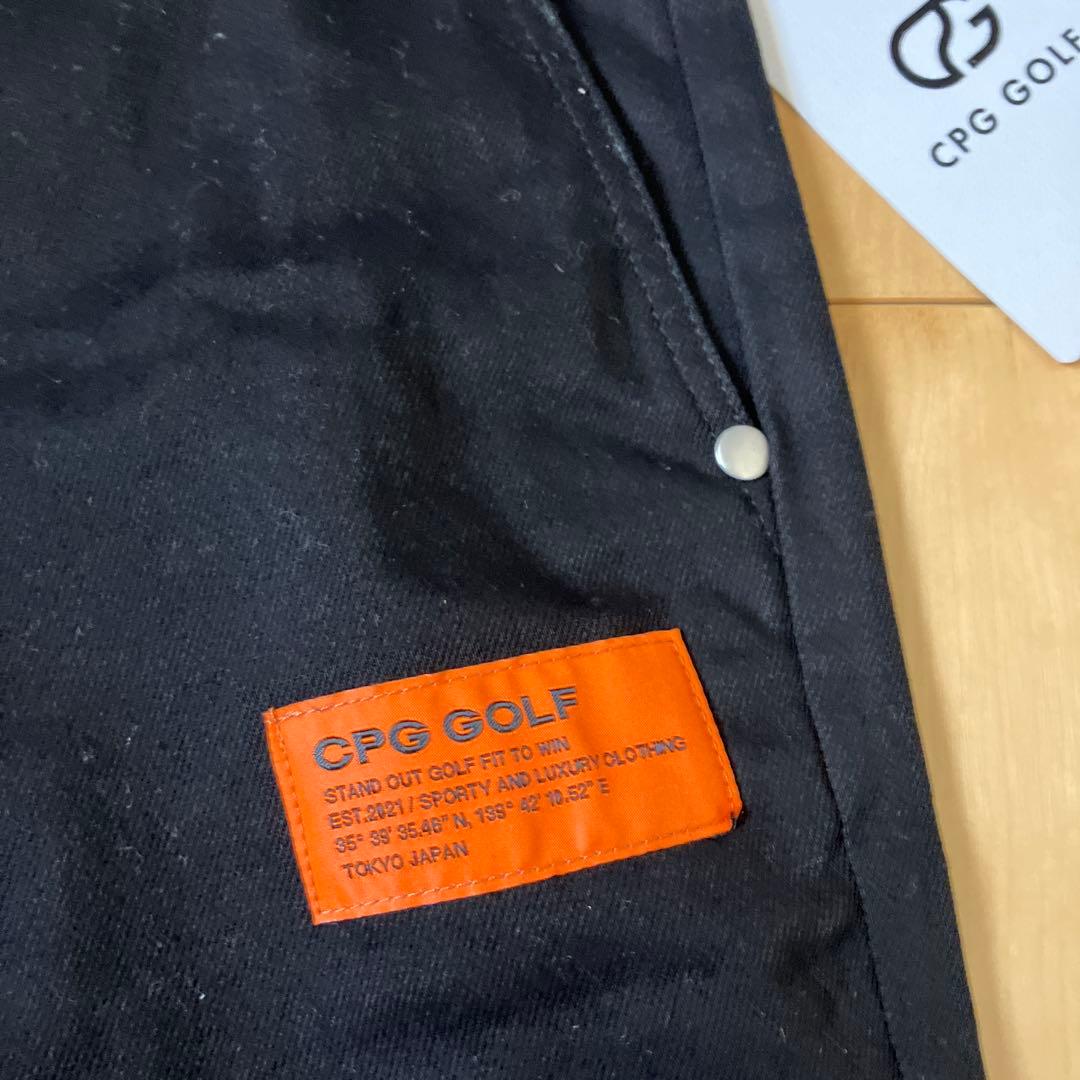 CPG GOLF
CPG GOLF
STAND OUT GOLF FIT TO WIN
EST.2021 / SPORTY AND LUXURY CLOTHING
35° 39' 35.46" N, 139° 42' 10.52" E
TOKYO JAPAN